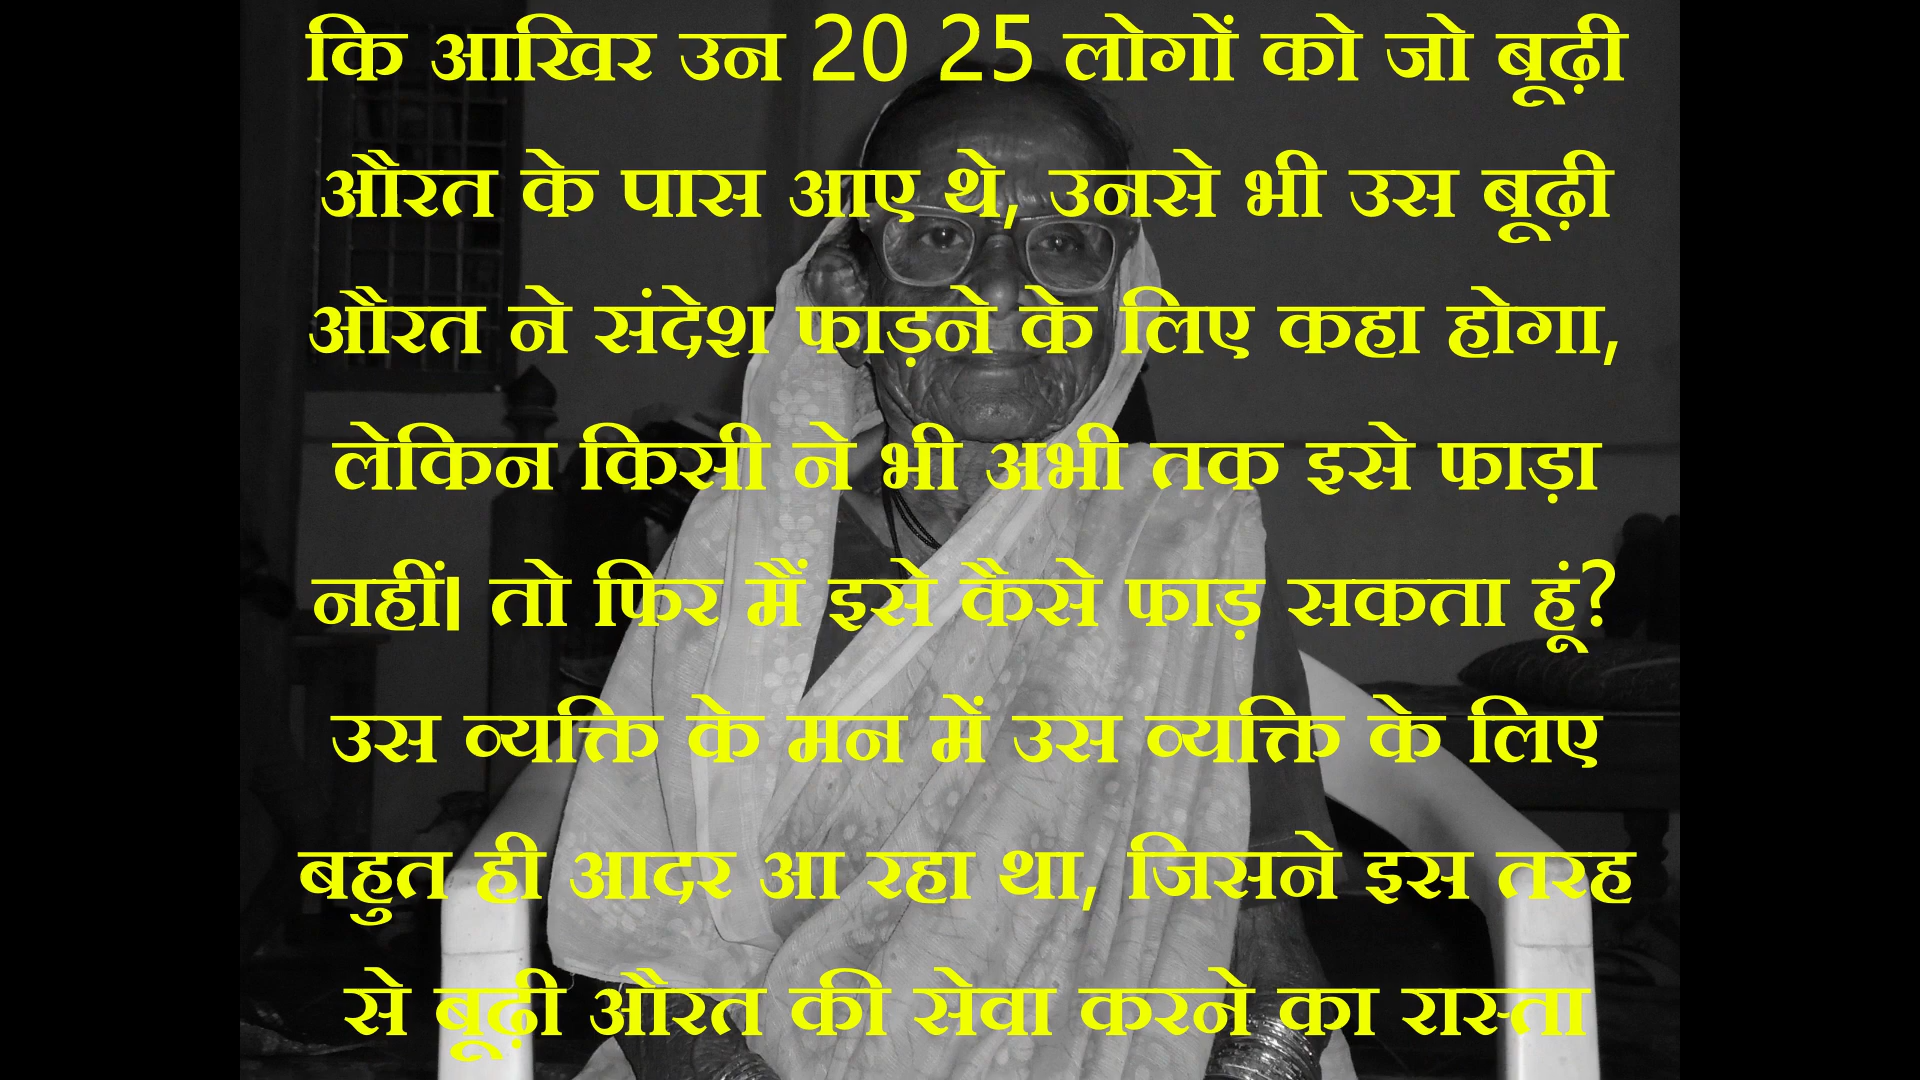 कि आखिर उन 20 25 लोगों को जो बूढ़ी
औरत के पास आए थे, उनसे भी उस बूढ़ी
औरत ने संदेश फाड़ने के लिए कहा होगा,
लेकिन किसी ने भी अभी तक इसे फाड़ा
नहीं। तो फिर मैं इसे कैसे फाड़ सकता हूं?
उस व्यक्ति के मन में उस व्यक्ति के लिए
बहुत ही आदर आ रहा था, जिसने इस तरह
से बूढ़ी औरत की सेवा करने का रास्ता